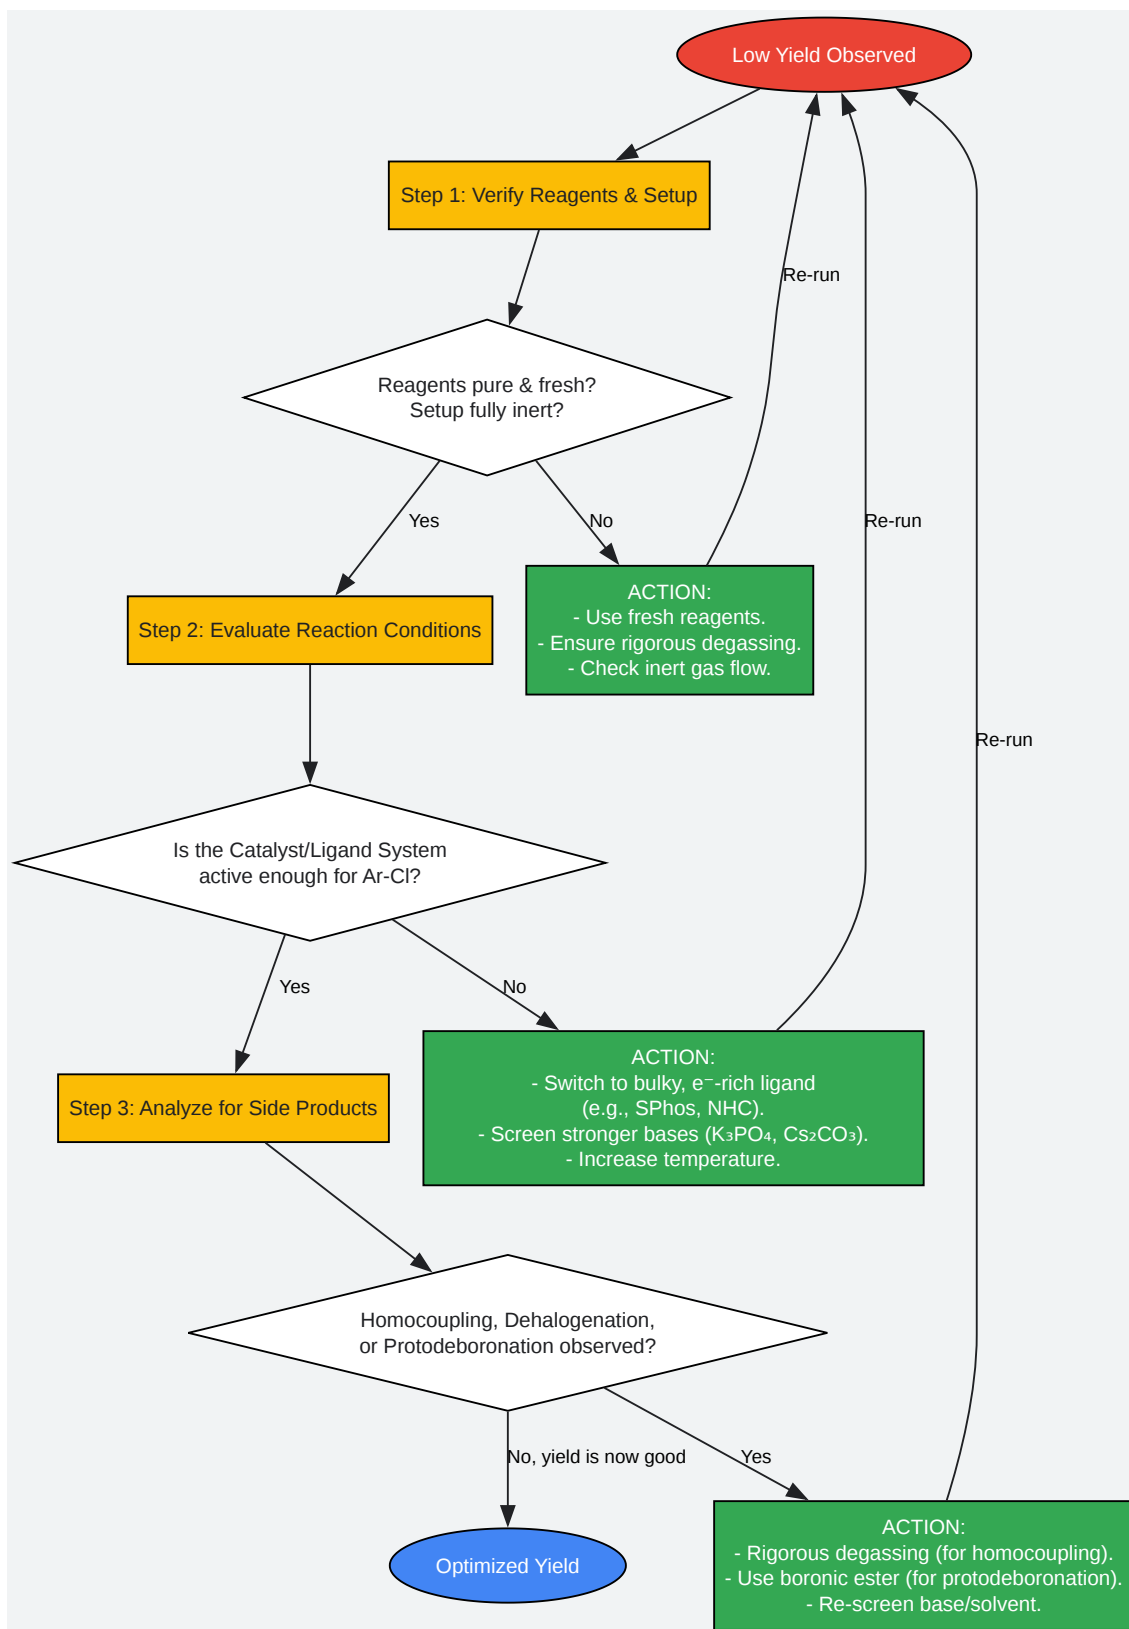 Low Yield Observed
Step 1: Verify Reagents & Setup
Re-run
Reagents pure & fresh?
Setup fully inert?
Yes
No
Re-run
ACTION:
- Use fresh reagents.
- Ensure rigorous degassing.
- Check inert gas flow.
Step 2: Evaluate Reaction Conditions
Re-run
Is the Catalyst/Ligand System
active enough for Ar-Cl?
Yes
No
ACTION:
- Switch to bulky, e⁻-rich ligand
(e.g., SPhos, NHC).
- Screen stronger bases (K₃PO₄, Cs₂CO₃).
- Increase temperature.
Step 3: Analyze for Side Products
Homocoupling, Dehalogenation,
or Protodeboronation observed?
No, yield is now good
Yes
Optimized Yield
ACTION:
- Rigorous degassing (for homocoupling).
- Use boronic ester (for protodeboronation).
- Re-screen base/solvent.